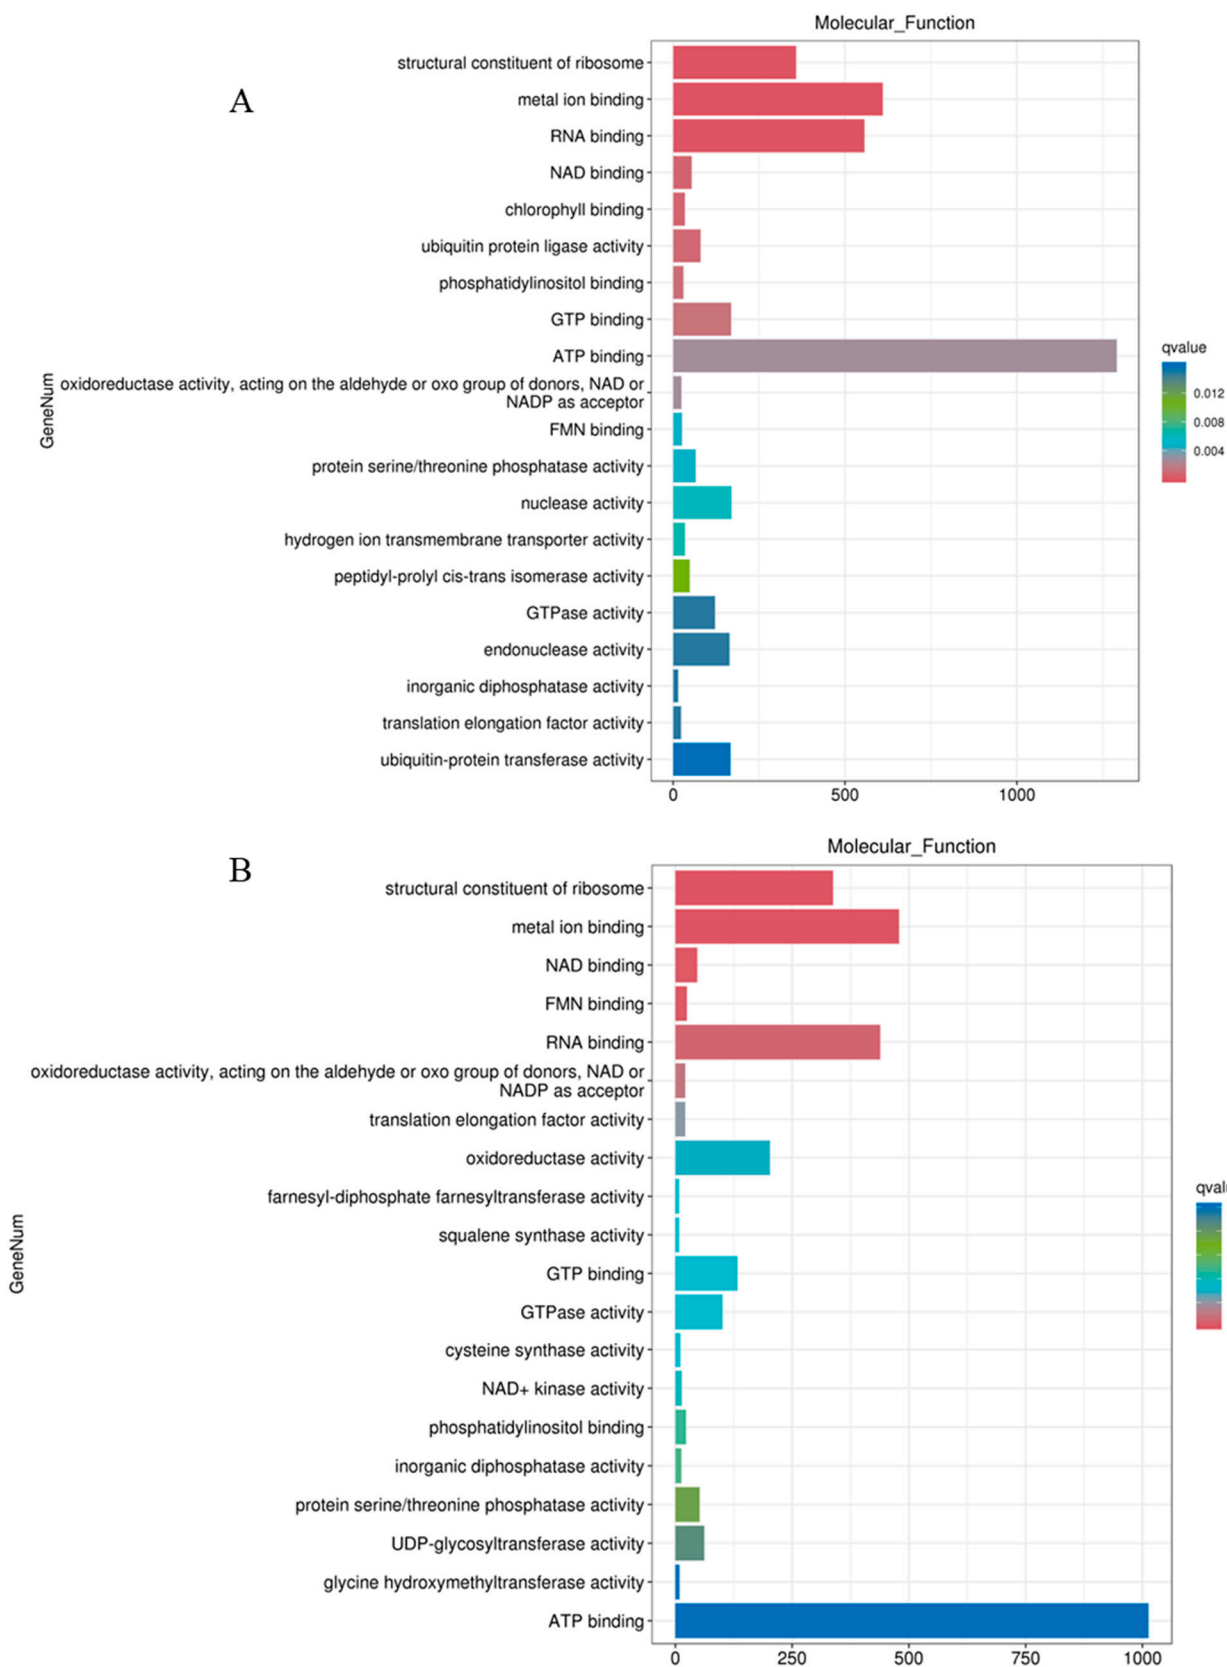 Molecular_Function
A
structural constituent of ribosome
metal ion binding
RNA binding
NAD binding
chlorophyll binding
ubiquitin protein ligase activity
phosphatidylinositol binding
GTP binding
ATP binding
oxidoreductase activity, acting on the aldehyde or oxo group of donors, NAD or
NADP as acceptor
FMN binding
protein serine/threonine phosphatase activity
nuclease activity
hydrogen ion transmembrane transporter activity
peptidyl-prolyl cis-trans isomerase activity
GTPase activity
endonuclease activity
inorganic diphosphatase activity
translation elongation factor activity
ubiquitin-protein transferase activity
GeneNum
0 500 1000
qvalue
0.012
0.008
0.004
Molecular_Function
B
structural constituent of ribosome
metal ion binding
NAD binding
FMN binding
RNA binding
oxidoreductase activity, acting on the aldehyde or oxo group of donors, NAD or
NADP as acceptor
translation elongation factor activity
oxidoreductase activity
farnesyl-diphosphate farnesyltransferase activity
squalene synthase activity
GTP binding
GTPase activity
cysteine synthase activity
NAD+ kinase activity
phosphatidylinositol binding
inorganic diphosphatase activity
protein serine/threonine phosphatase activity
UDP-glycosyltransferase activity
glycine hydroxymethyltransferase activity
ATP binding
GeneNum
0 250 500 750 1000